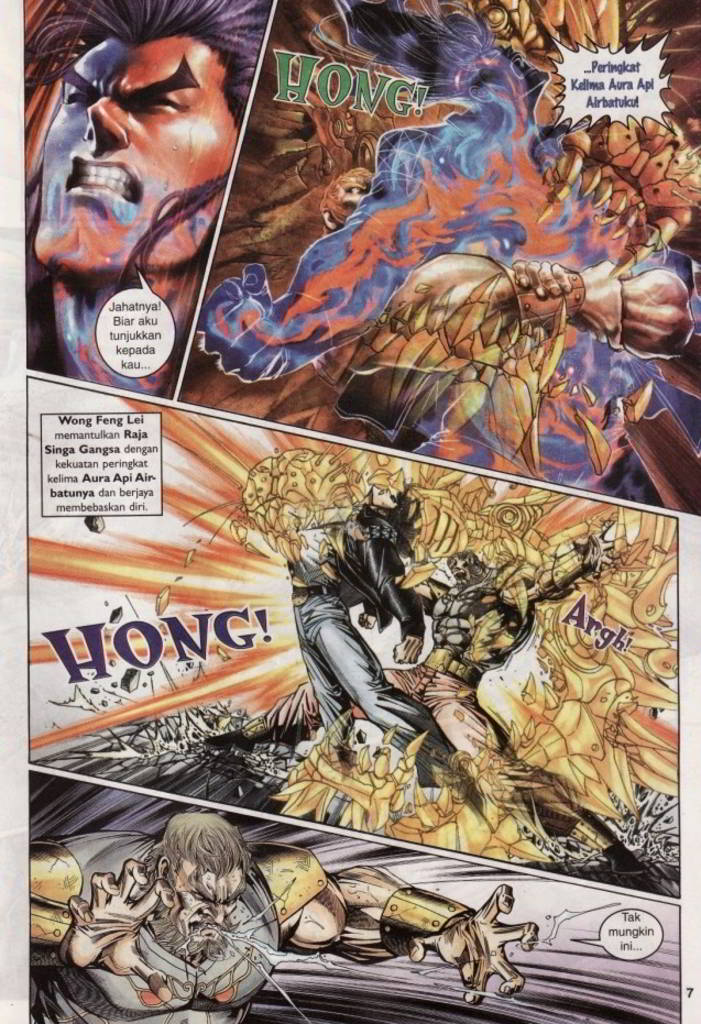 Jahatnya!
Biar aku
tunjukkan
kepada
kau...
HONG!
...Peringkat
Kelima Aura Api
Airbatuku!
Wong Feng Lei
memantulkan Raja
Singa Gangsa dengan
kekuatan peringkat
kelima Aura Api Air-
batunya dan berjaya
membebaskan diri.
HONG!
Argh!
Tak
mungkin
ini...
7